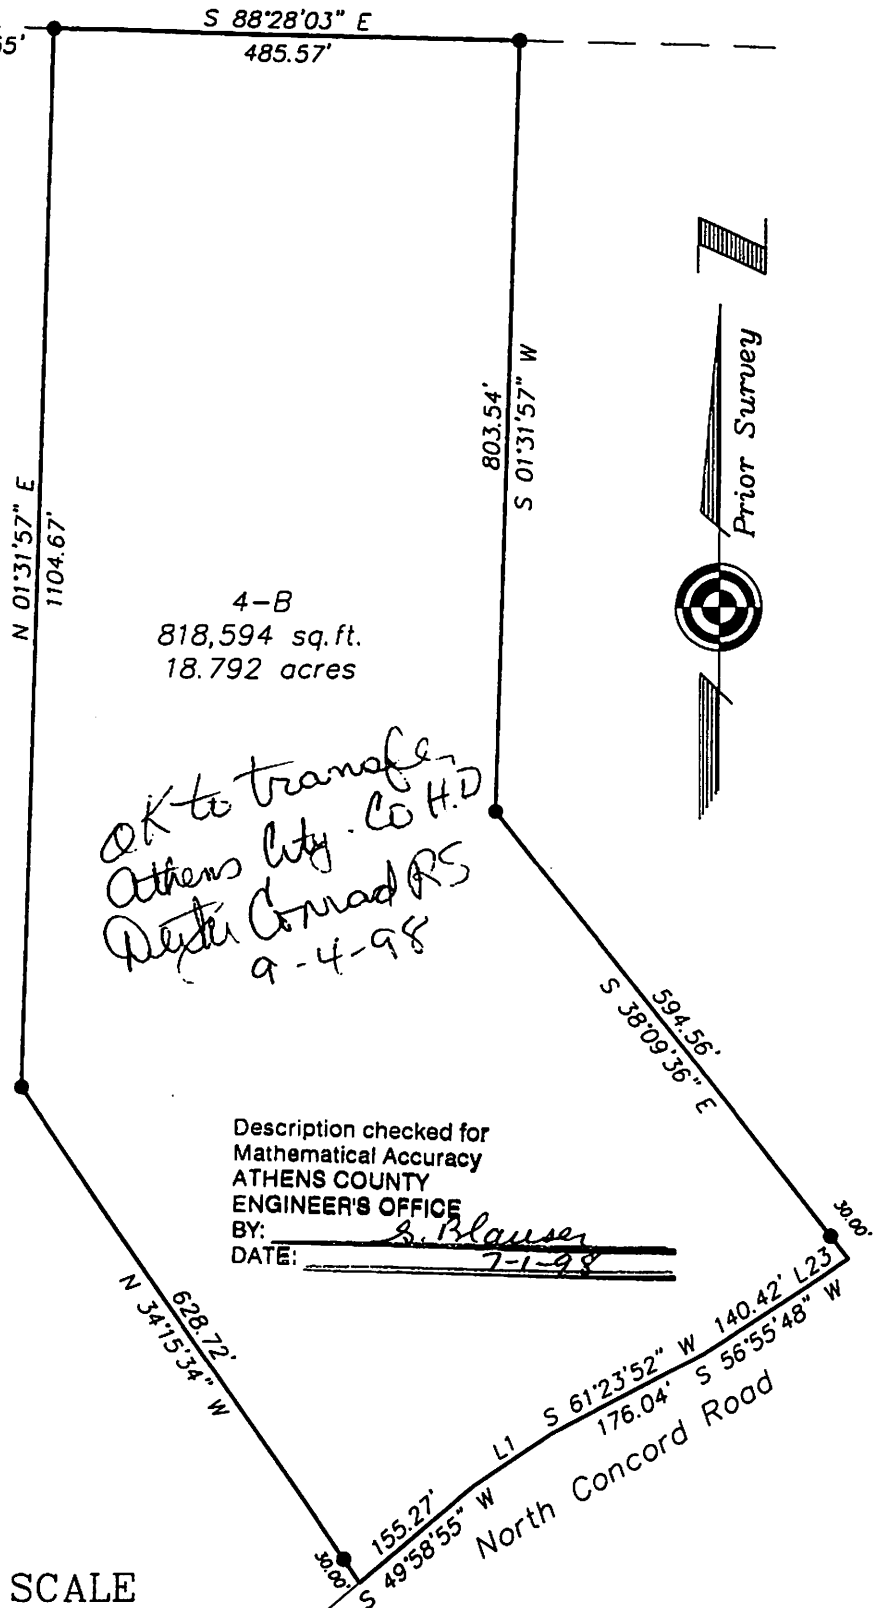 S 88°28'03" E
485.57'
55'
N 01°31'57" E
1104.67'
803.54'
S 01°31'57" W
Prior Survey
4-B
818,594 sq.ft.
18.792 acres
OK to transfer
Athens City-Co H.D
Conrad RS
9-4-98
594.56'
S 38°09'36" E
30.00'
Description checked for
Mathematical Accuracy
ATHENS COUNTY
ENGINEER'S OFFICE
BY: S. Blauser
DATE: 7-1-98
628.72'
N 34°15'34" W
30.00'
155.27'
S 49°58'55" W
L1
S 61°23'52" W
176.04'
140.42' L23
S 56°55'48" W
North Concord Road
SCALE